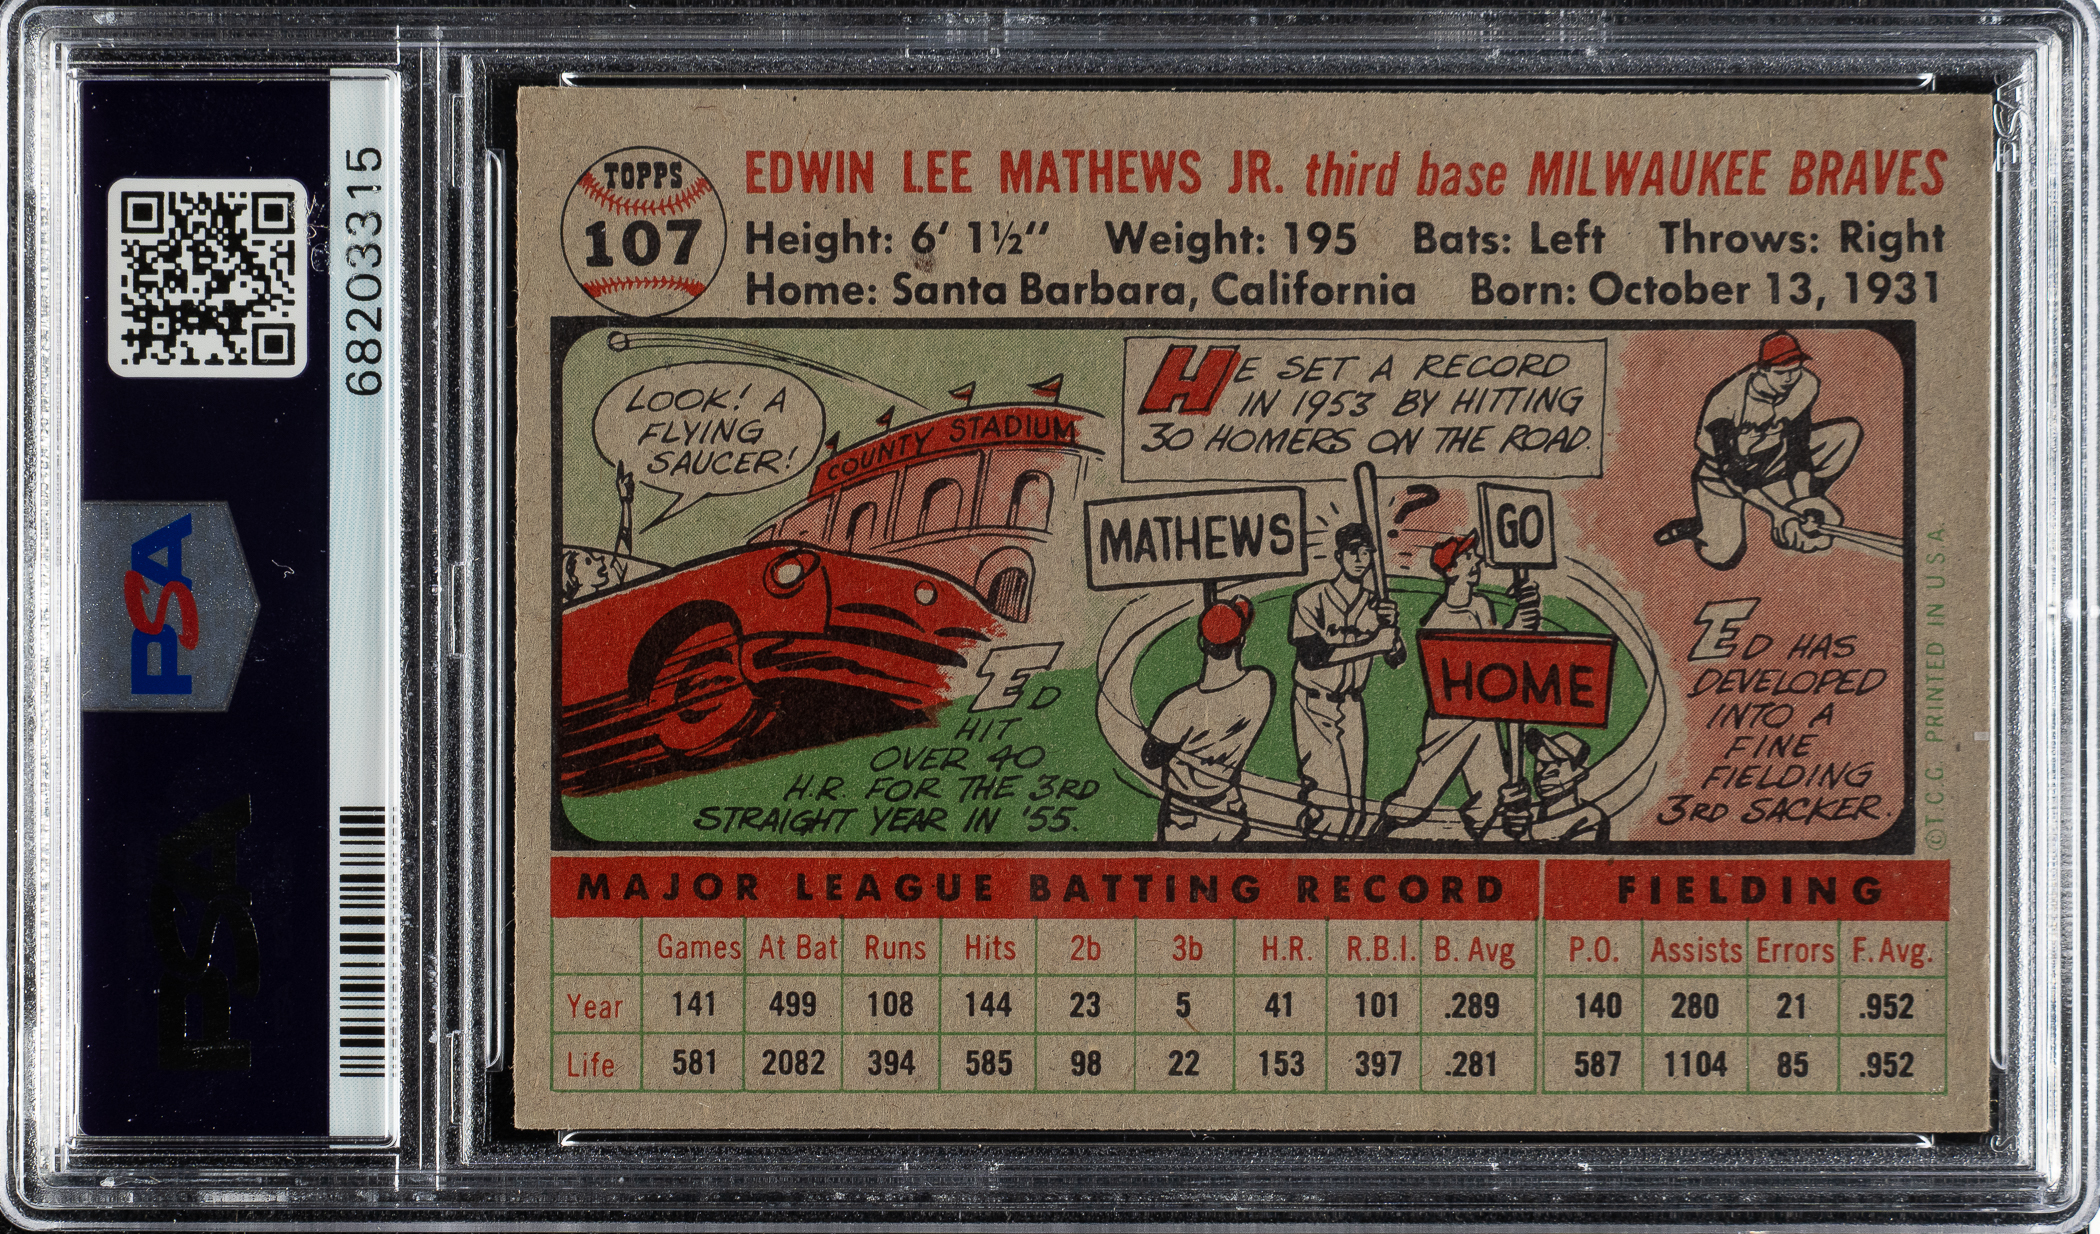 68203315
PSA
PSA
PSA
TOPPS
107
EDWIN LEE MATHEWS JR. third base MILWAUKEE BRAVES
Height: 6' 1½" Weight: 195 Bats: Left Throws: Right
Home: Santa Barbara, California Born: October 13, 1931
LOOK! A
FLYING
SAUCER!
COUNTY STADIUM
ED
HIT
OVER 40
H.R. FOR THE 3RD
STRAIGHT YEAR IN '55.
HE SET A RECORD
IN 1953 BY HITTING
30 HOMERS ON THE ROAD.
MATHEWS
?
GO
HOME
ED HAS
DEVELOPED
INTO A
FINE
FIELDING
3RD SACKER.
© T.C.G. PRINTED IN U.S.A.
MAJOR LEAGUE BATTING RECORD FIELDING
Games At Bat Runs Hits 2b 3b H.R. R.B.I. B. Avg P.O. Assists Errors F. Avg.
Year 141 499 108 144 23 5 41 101 .289 140 280 21 .952
Life 581 2082 394 585 98 22 153 397 .281 587 1104 85 .952